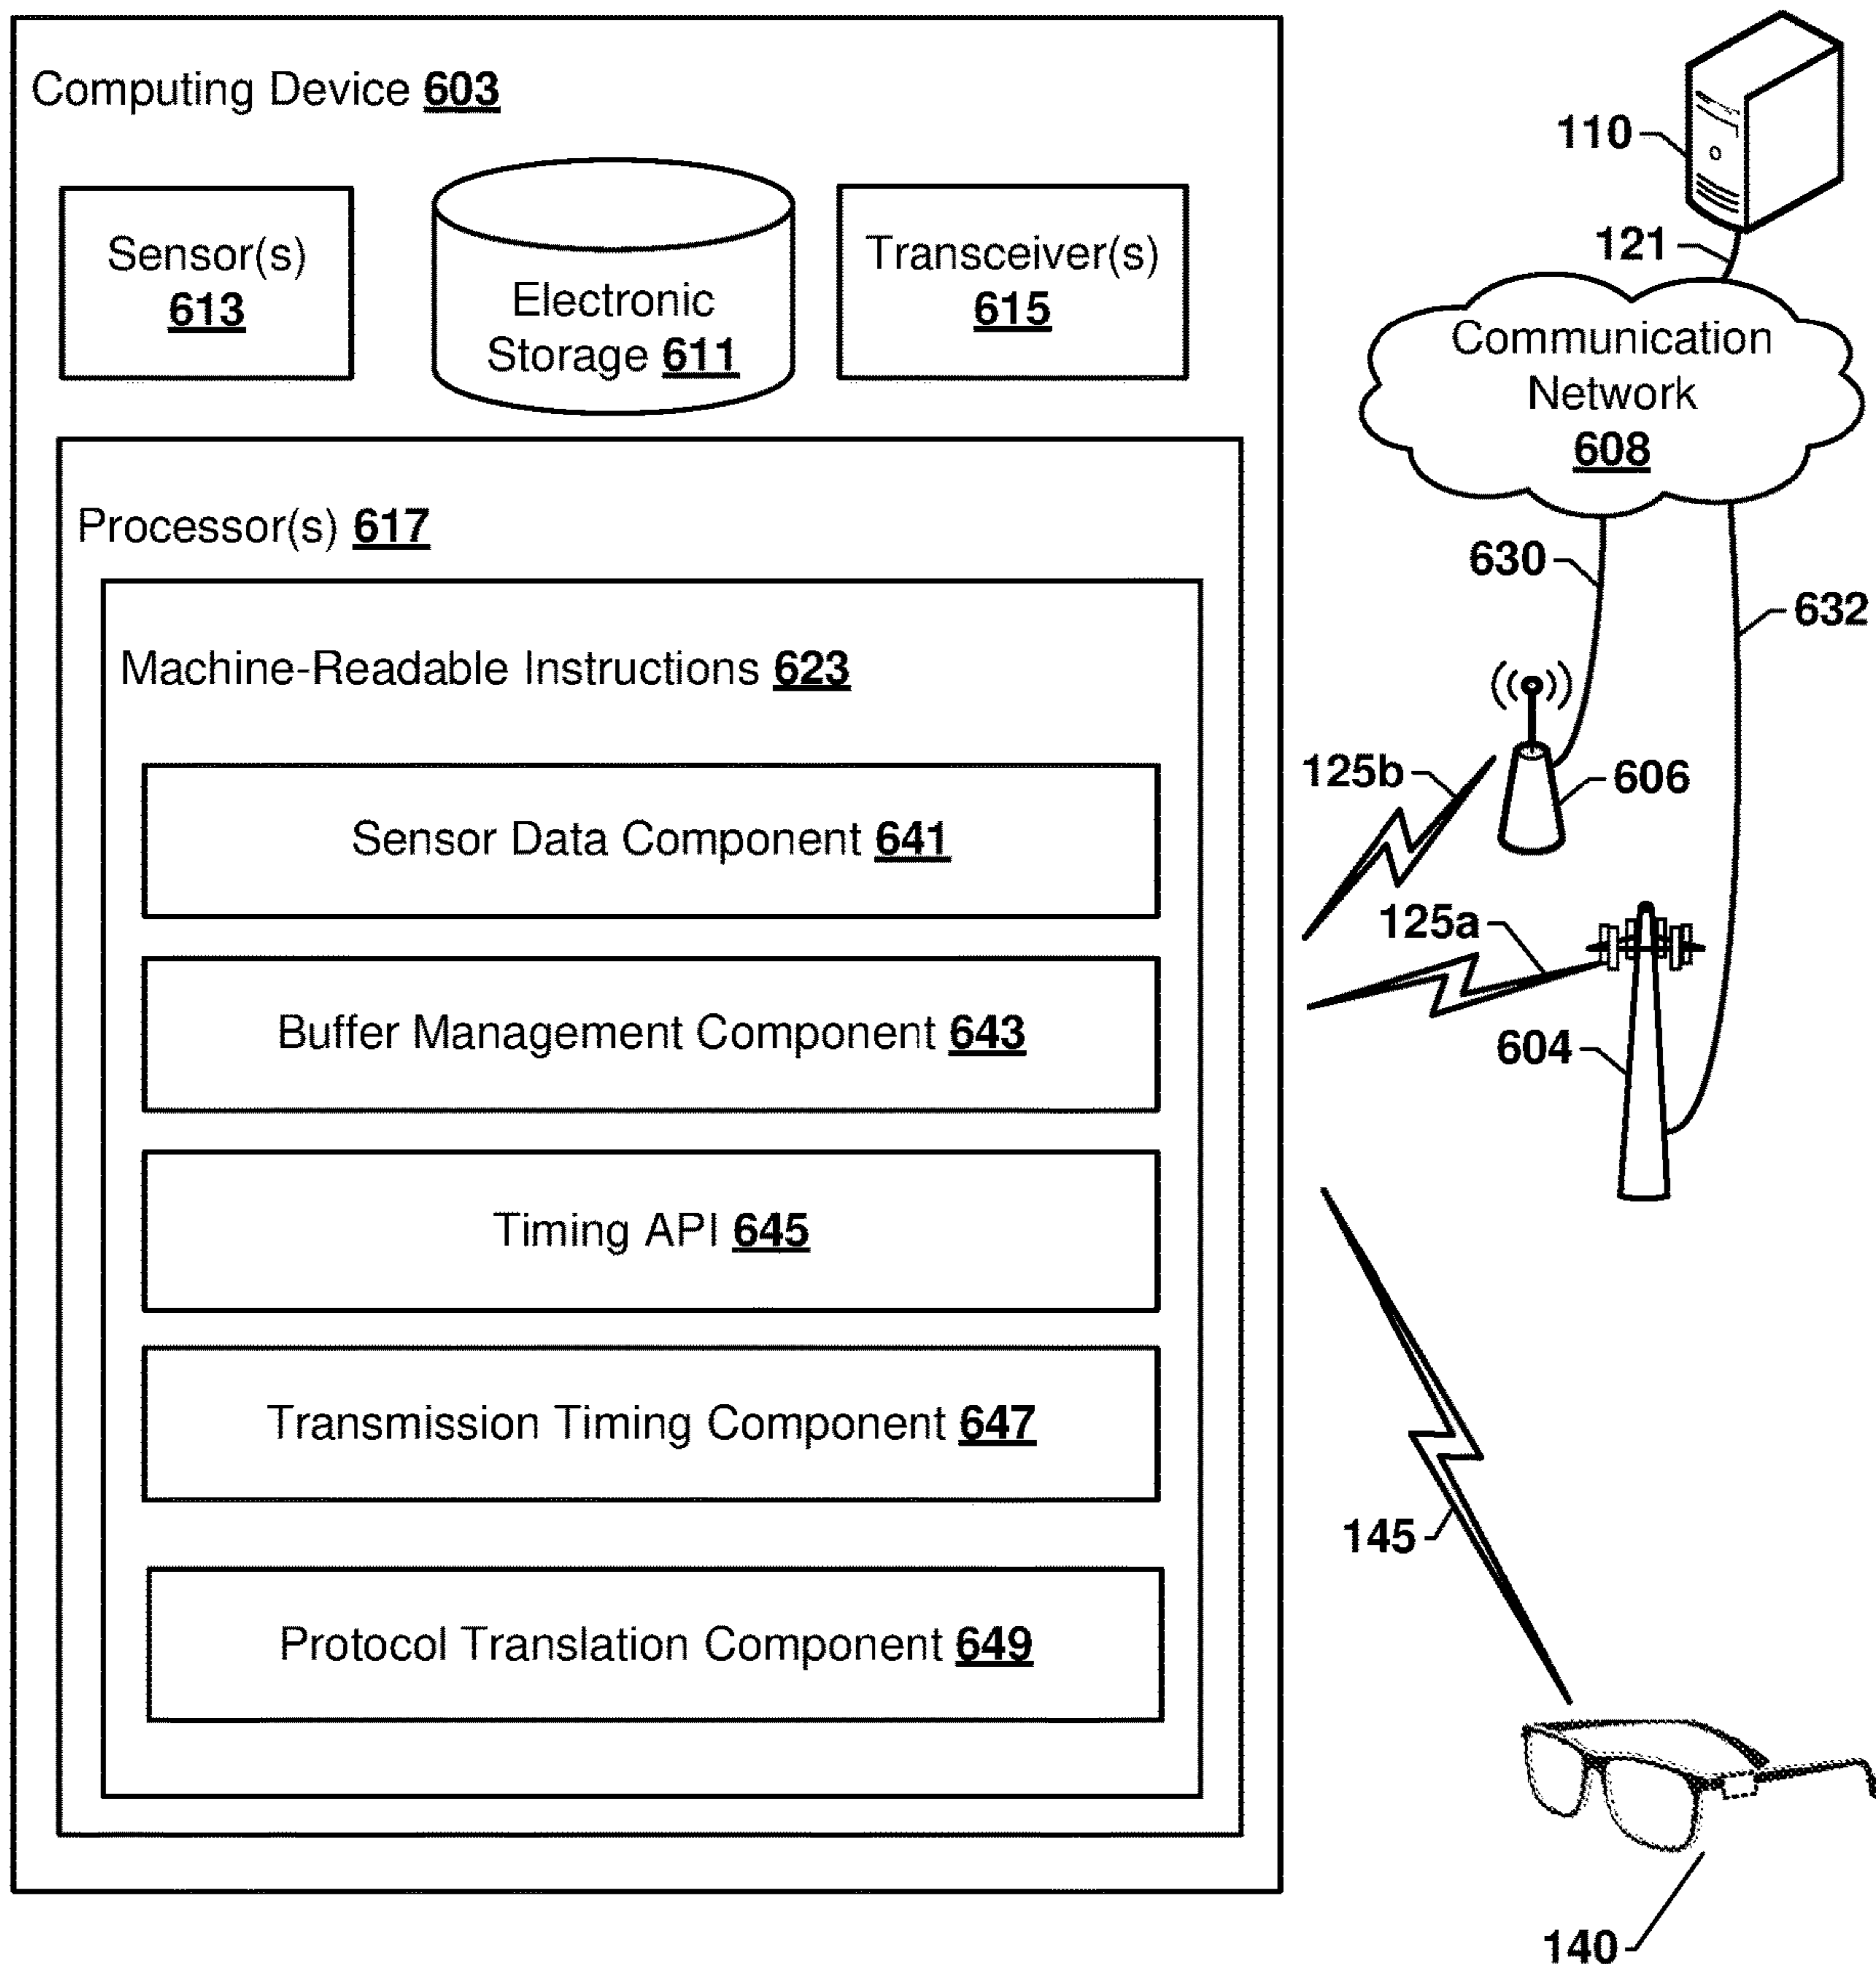 Computing Device 603
Sensor(s)
613
Electronic
Storage 611
Transceiver(s)
615
Processor(s) 617
Machine-Readable Instructions 623
Sensor Data Component 641
Buffer Management Component 643
Timing API 645
Transmission Timing Component 647
Protocol Translation Component 649
110
121
Communication
Network
608
630
632
125b
606
125a
604
145
140